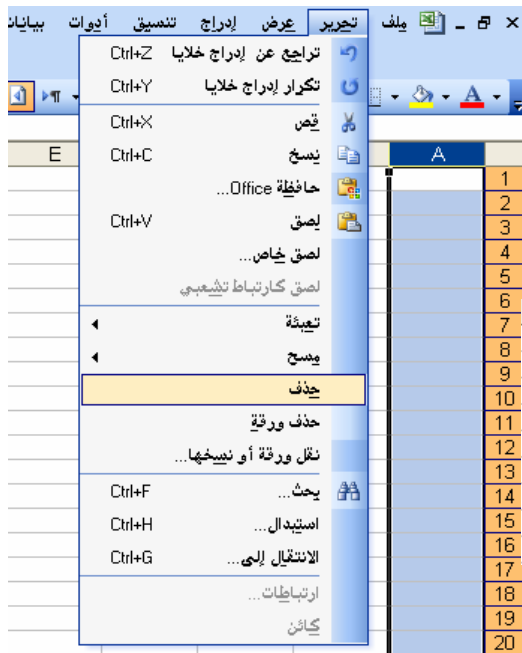 ملف تحرير عرض إدراج تنسيق أدوات بيانات
تراجع عن إدراج خلايا Ctrl+Z
تكرار إدراج خلايا Ctrl+Y
قص Ctrl+X
نسخ Ctrl+C
حافظة Office...
لصق Ctrl+V
لصق خاص...
لصق كارتباط تشعبي
تعبئة
مسح
حذف
حذف ورقة
نقل ورقة أو نسخها...
بحث... Ctrl+F
استبدال... Ctrl+H
الانتقال إلى... Ctrl+G
ارتباطات...
كائن
A
A E
1
2
3
4
5
6
7
8
9
10
11
12
13
14
15
16
17
18
19
20